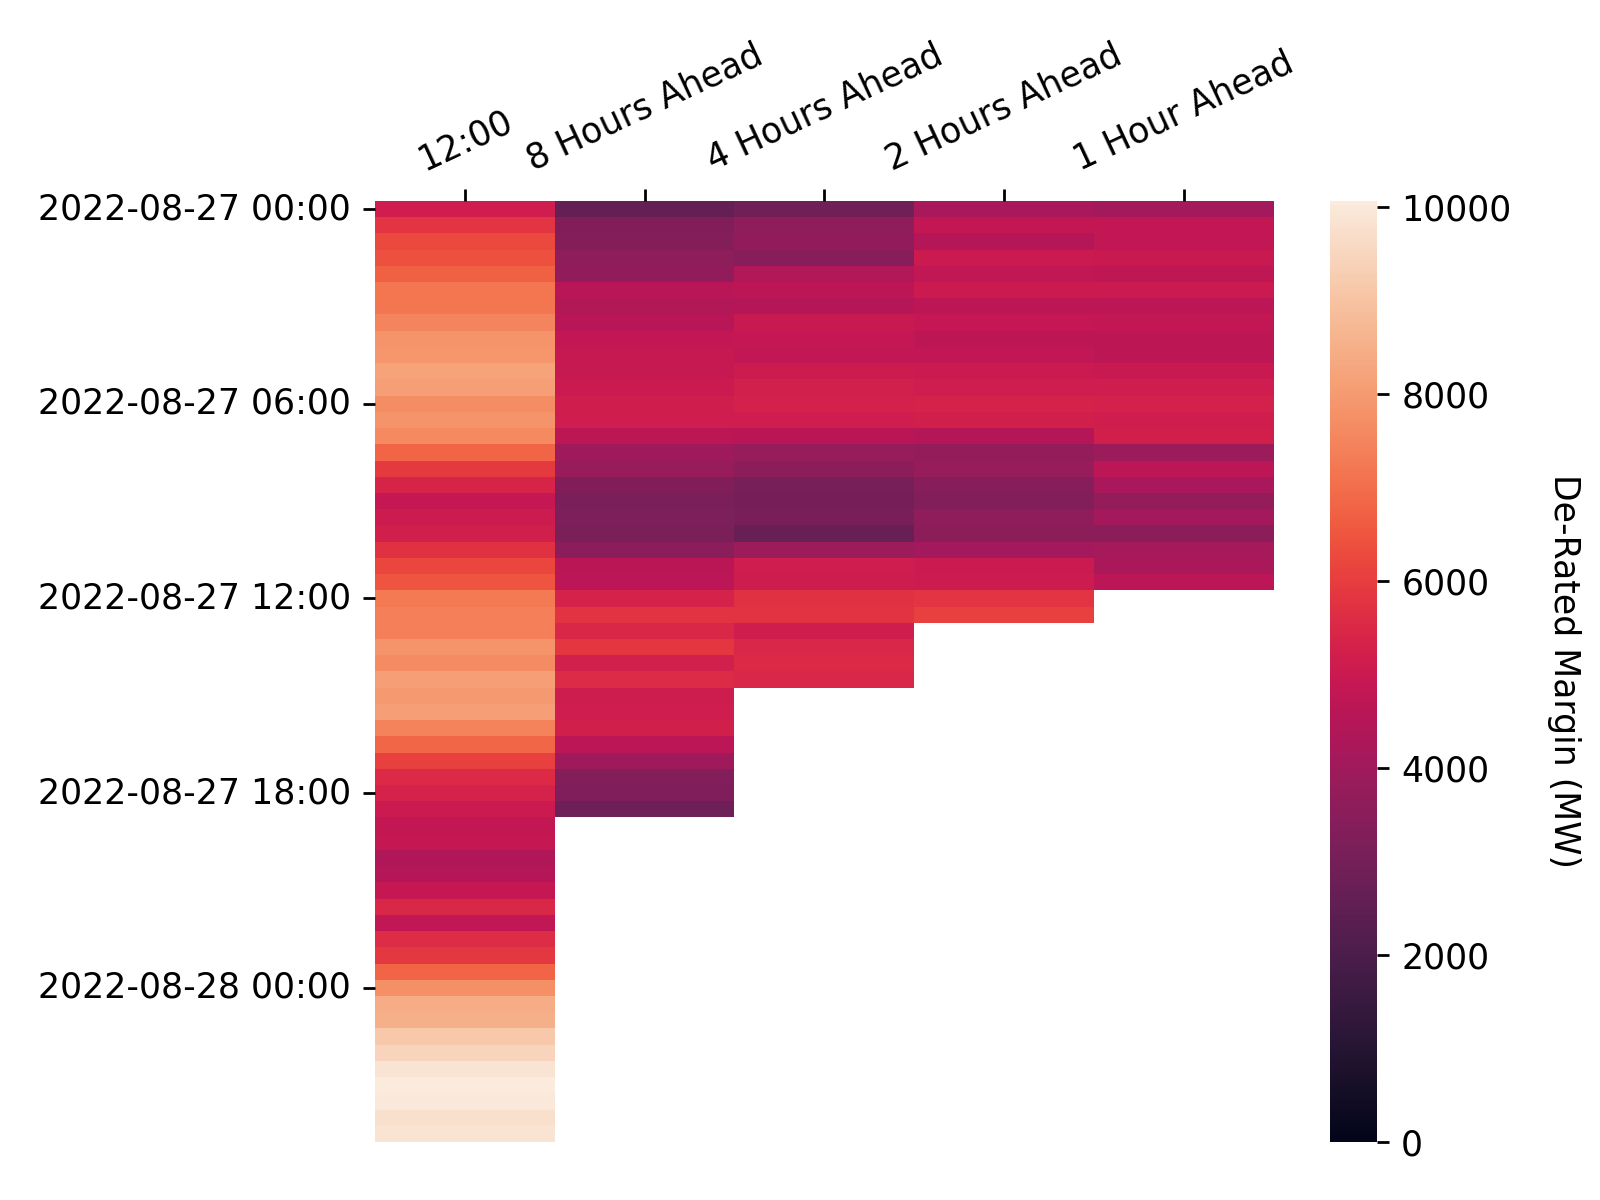 12:00
8 Hours Ahead
4 Hours Ahead
2 Hours Ahead
1 Hour Ahead
2022-08-27 00:00
2022-08-27 06:00
2022-08-27 12:00
2022-08-27 18:00
2022-08-28 00:00
10000
8000
6000
4000
2000
0
De-Rated Margin (MW)